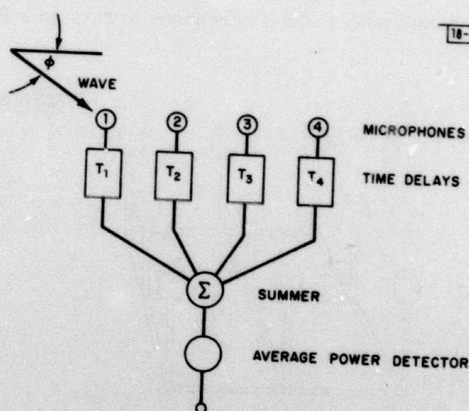 18-
ϕ
WAVE
1 2 3 4 MICROPHONES
T1 T2 T3 T4 TIME DELAYS
Σ SUMMER
AVERAGE POWER DETECTOR